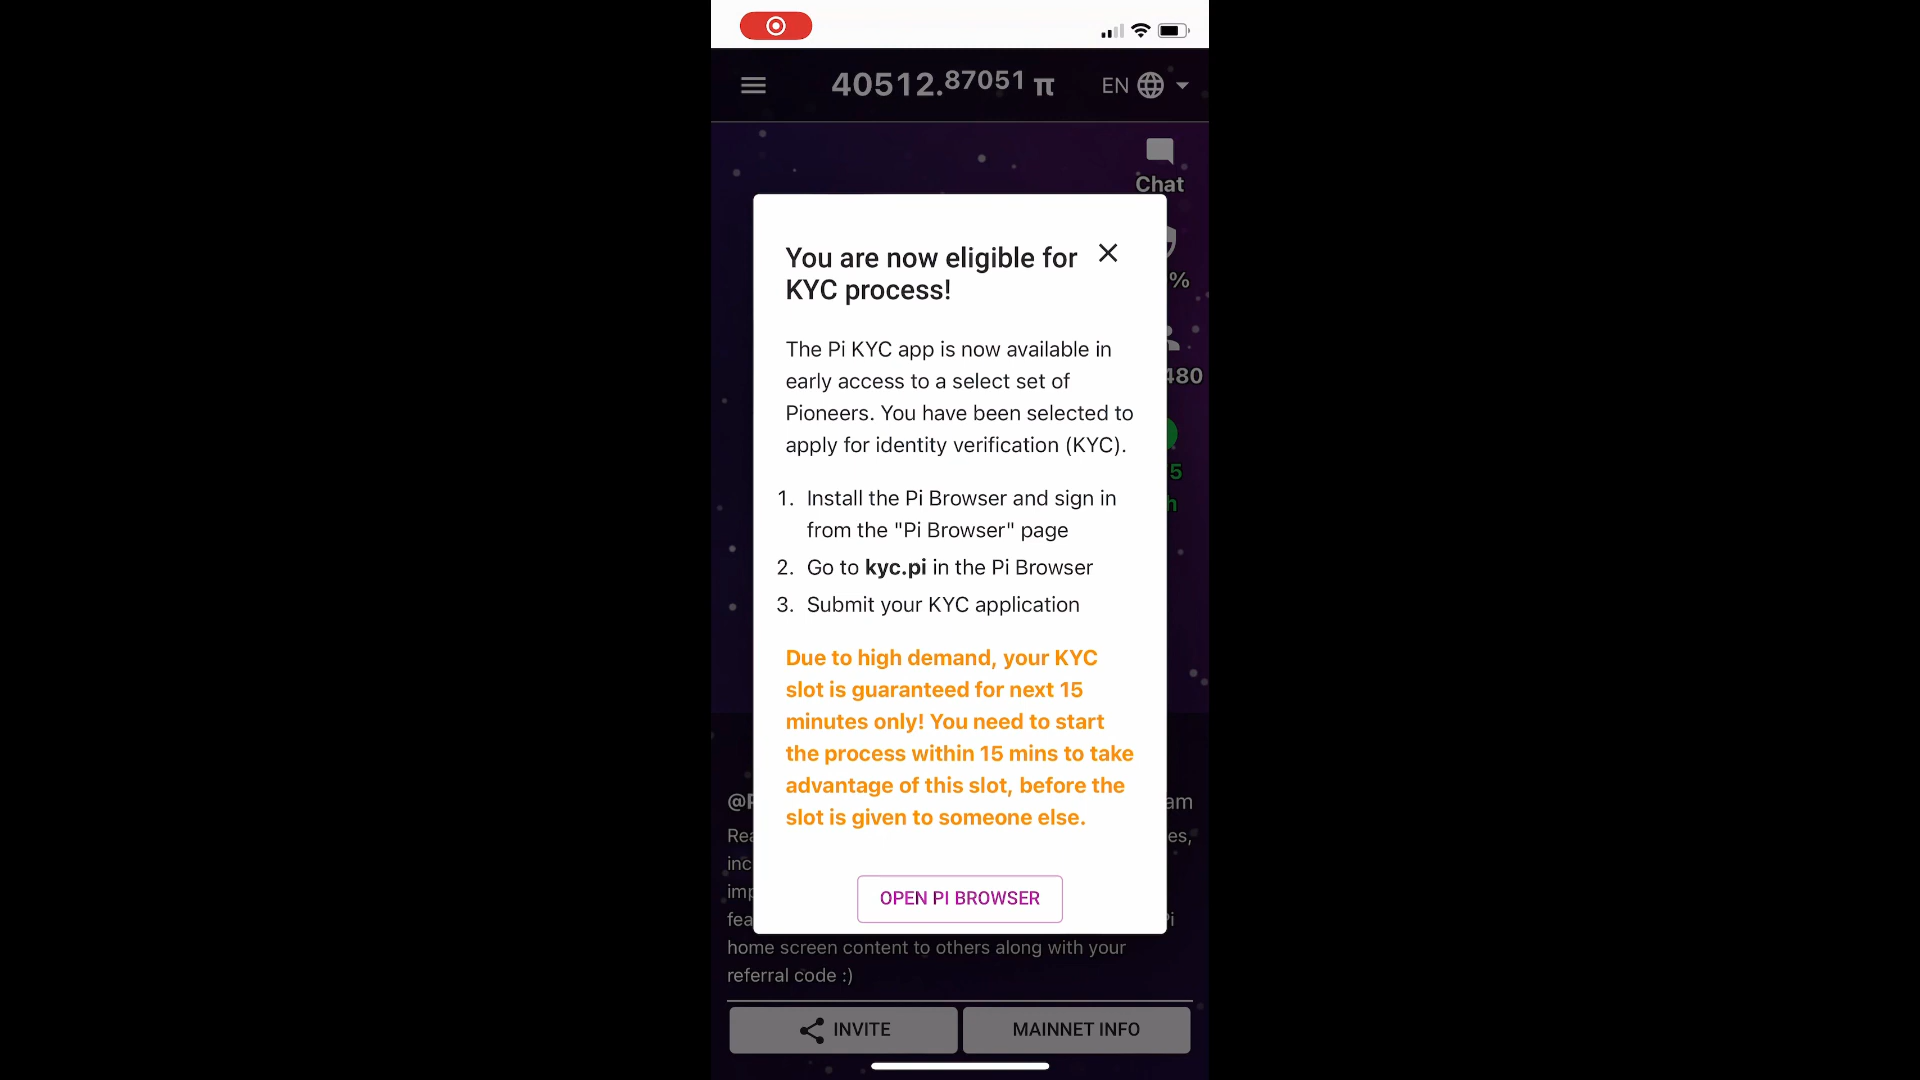 40512.87051 π
EN
Chat
You are now eligible for
KYC process!
%
The Pi KYC app is now available in
early access to a select set of
480
Pioneers. You have been selected to
apply for identity verification (KYC).
5
h
1. Install the Pi Browser and sign in
from the "Pi Browser" page
2. Go to kyc.pi in the Pi Browser
3. Submit your KYC application
Due to high demand, your KYC
slot is guaranteed for next 15
minutes only! You need to start
the process within 15 mins to take
advantage of this slot, before the
slot is given to someone else.
OPEN PI BROWSER
home screen content to others along with your
referral code :)
INVITE
MAINNET INFO